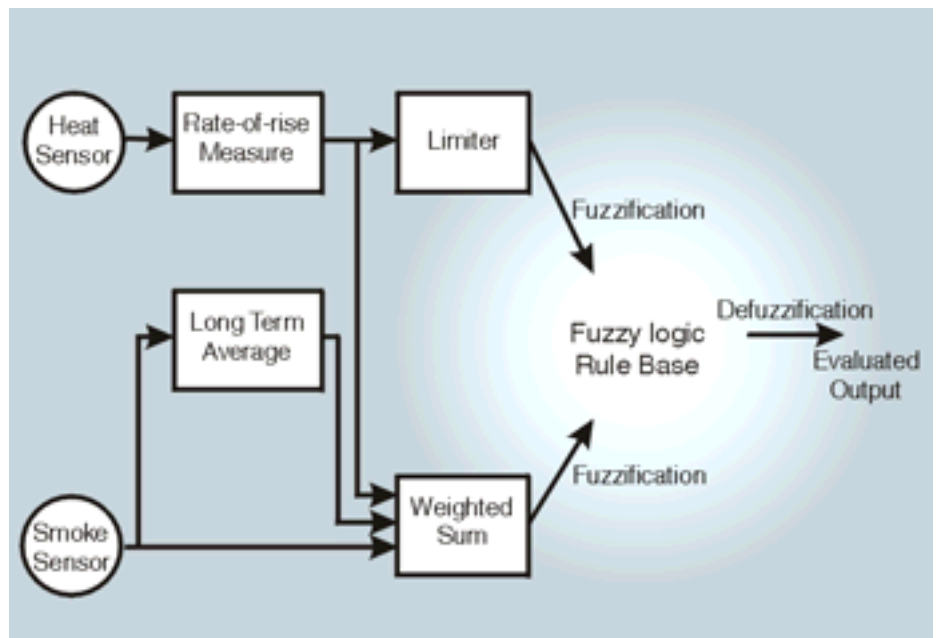 Heat
Sensor
Rate-of-rise
Measure
Limiter
Fuzzification
Long Term
Average
Fuzzy logic
Rule Base
Defuzzification
Evaluated
Output
Smoke
Sensor
Weighted
Sum
Fuzzification